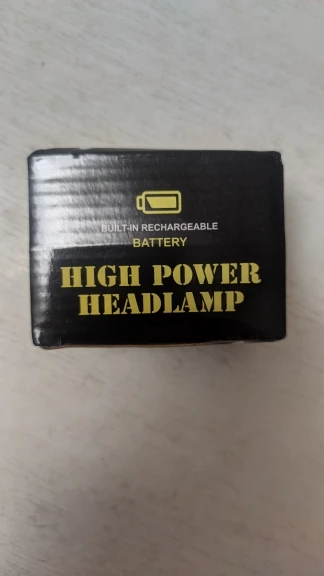 BUILT-IN RECHARGEABLE
BATTERY
HIGH POWER
HEADLAMP